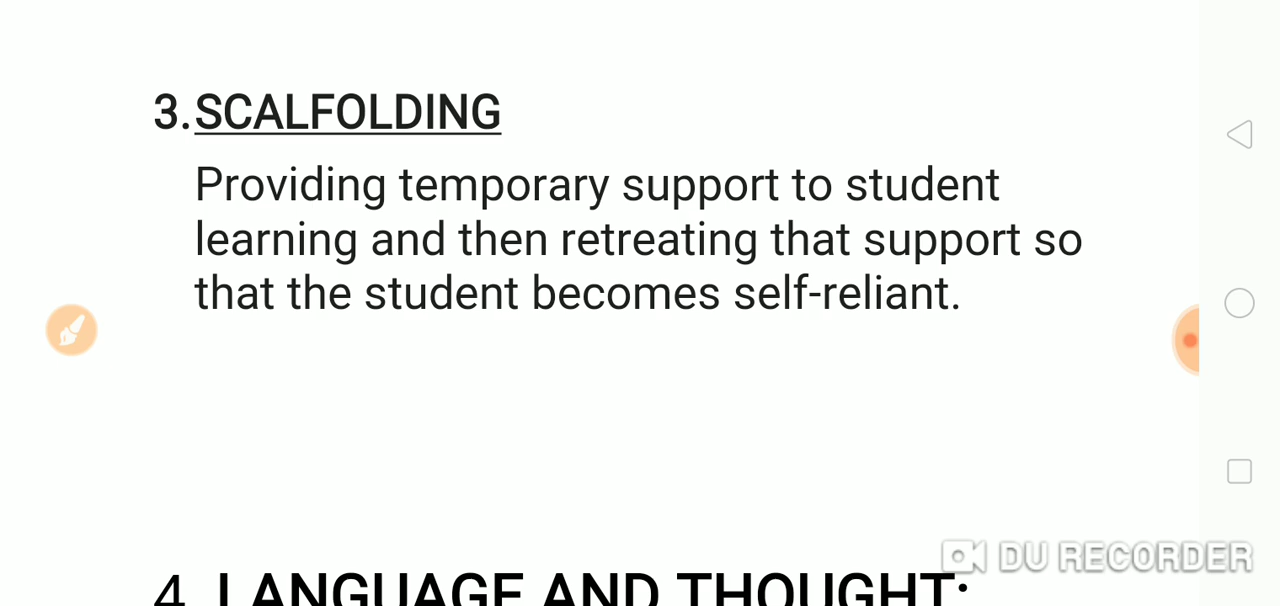 3.SCALFOLDING
Providing temporary support to student
learning and then retreating that support so
that the student becomes self-reliant.
DU RECORDER
4. LANGUAGE AND THOUGHT: